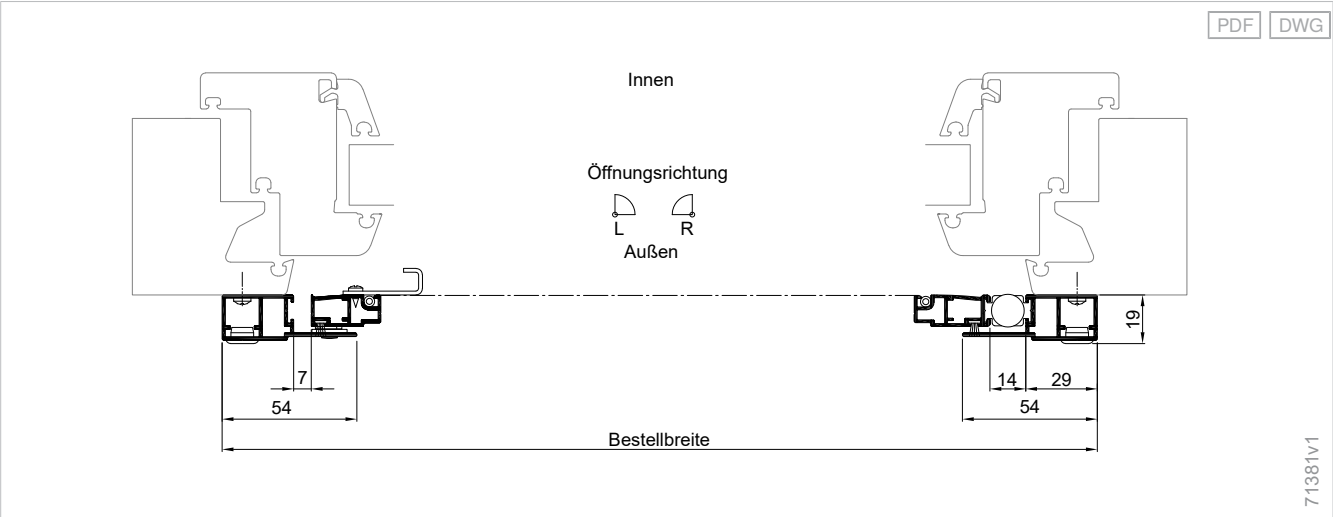 PDF DWG
Innen
Öffnungsrichtung
L R
Außen
19
7
14 29
54
54
Bestellbreite
71381v1